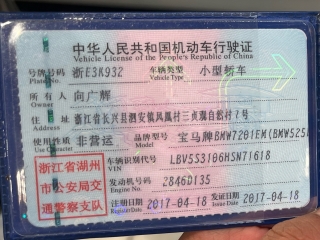 中华人民共和国机动车行驶证
Vehicle License of the People's Republic of China
号牌号码 浙E3K932 车辆类型 小型轿车
Plate No. Vehicle Type
所有人 向广解
Owner
住址 浙江省长兴县泗安镇凤凰村三贞瑕自然村7号
Address
使用性质 非营运 品牌型号 宝马牌BMW7201EM(BMW525
Use Character Model
浙江省湖州
市公安局交
通警察支队
车辆识别代号 LBV5S3106HSN71618
VIN
发动机号码 2846D135
Engine No.
注册日期 2017-04-18 发证日期 2017-04-18
Register Date Issue Date